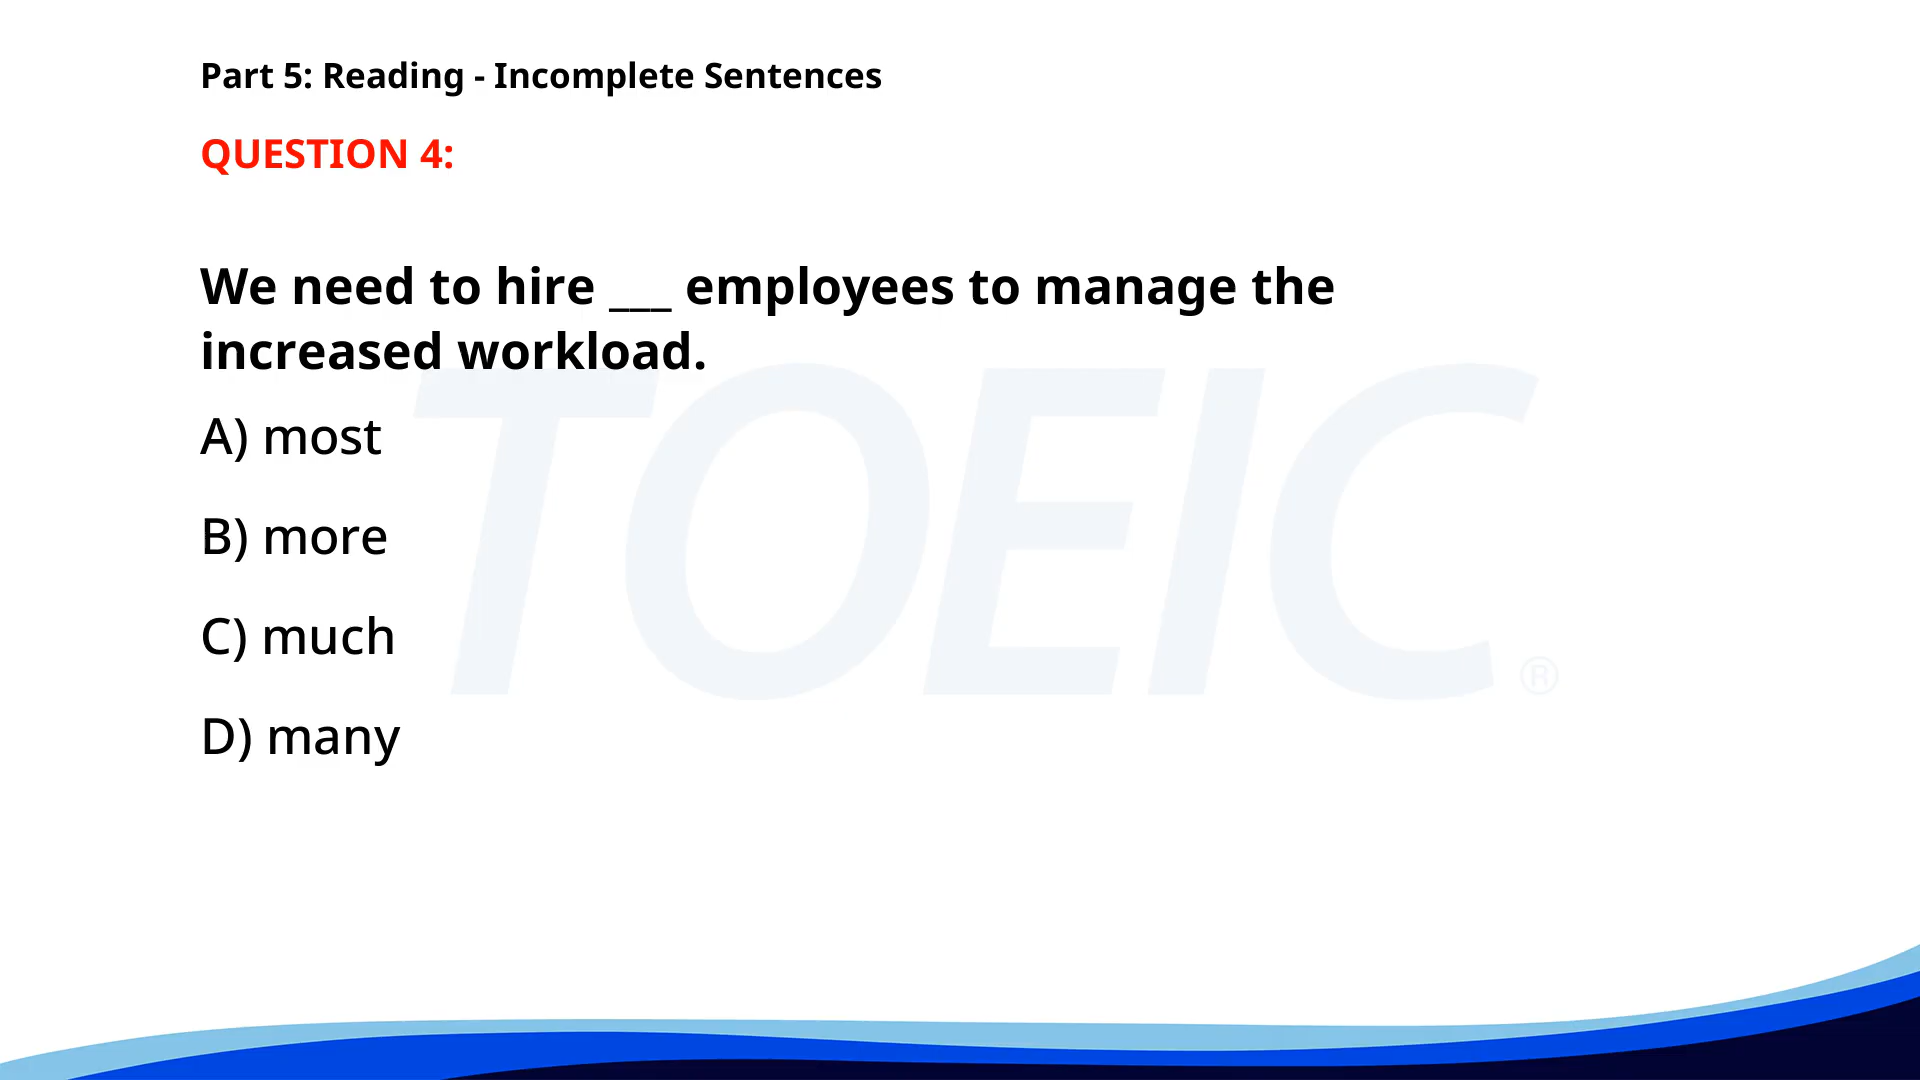 Part 5: Reading - Incomplete Sentences
QUESTION 4:
We need to hire ___ employees to manage the
increased workload.
A) most
B) more
C) much
D) many
TOEIC®